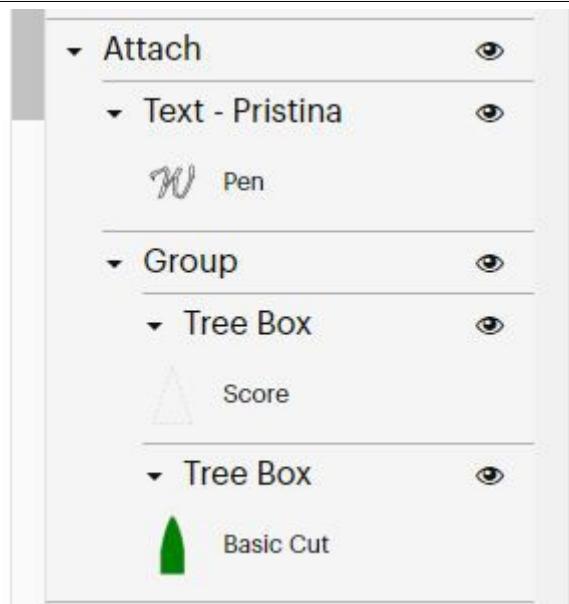 Attach
Text - Pristina
W Pen
Group
Tree Box
Score
Tree Box
Basic Cut